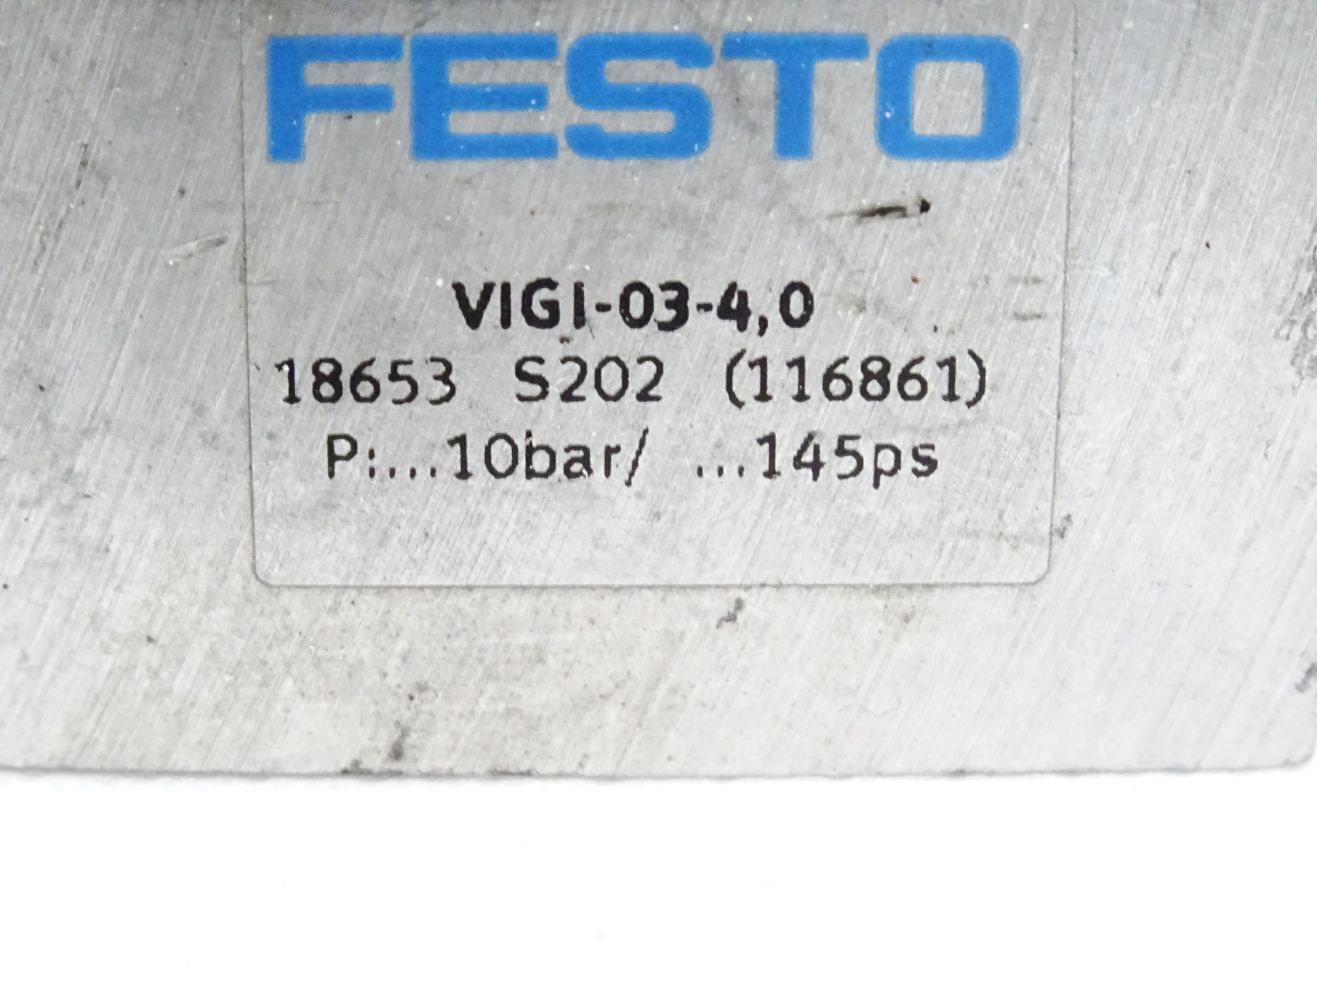 FESTO
VIGI-03-4,0
18653 S202 (116861)
P:...10bar/ ...145ps